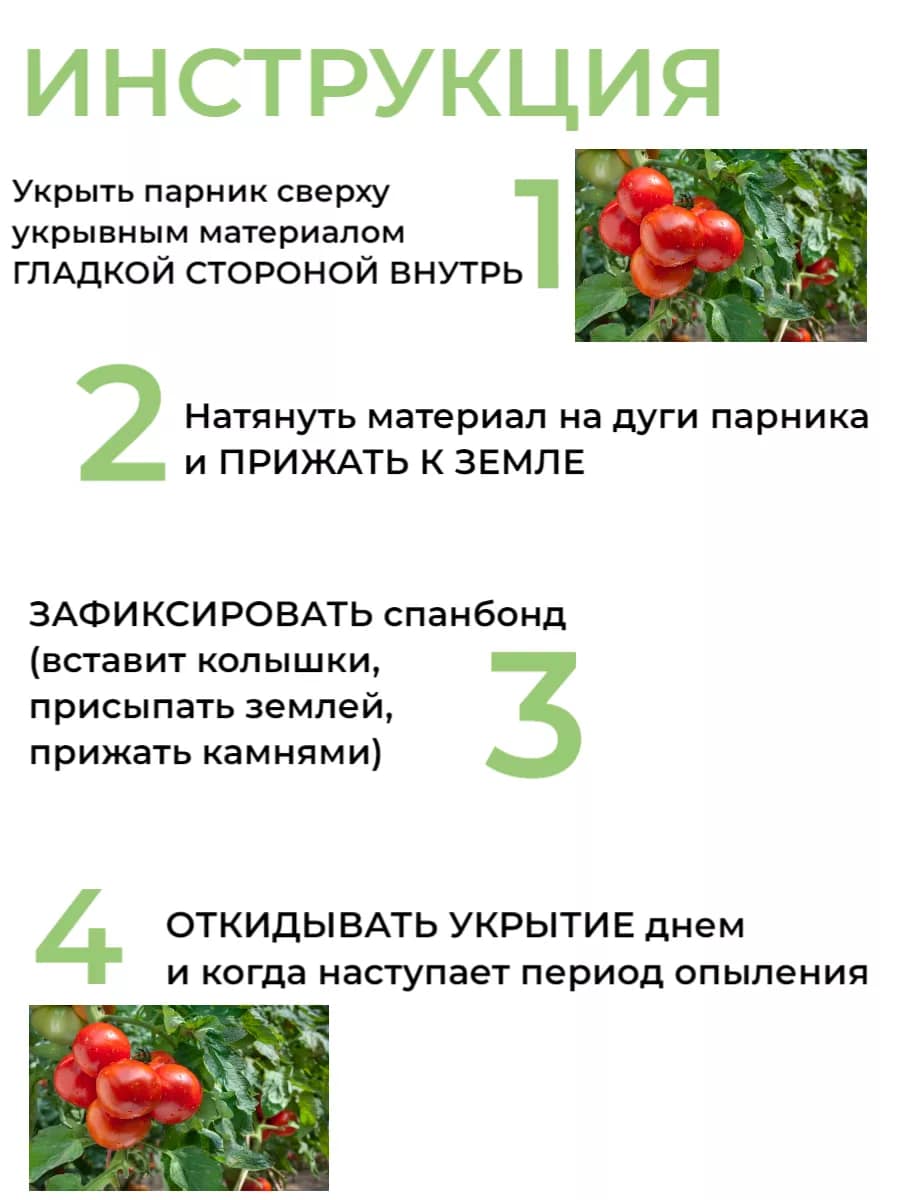 ИНСТРУКЦИЯ
1
Укрыть парник сверху
укрывным материалом
ГЛАДКОЙ СТОРОНОЙ ВНУТРЬ
2
Натянуть материал на дуги парника
и ПРИЖАТЬ К ЗЕМЛЕ
3
ЗАФИКСИРОВАТЬ спанбонд
(вставит колышки,
присыпать землей,
прижать камнями)
4
ОТКИДЫВАТЬ УКРЫТИЕ днем
и когда наступает период опыления